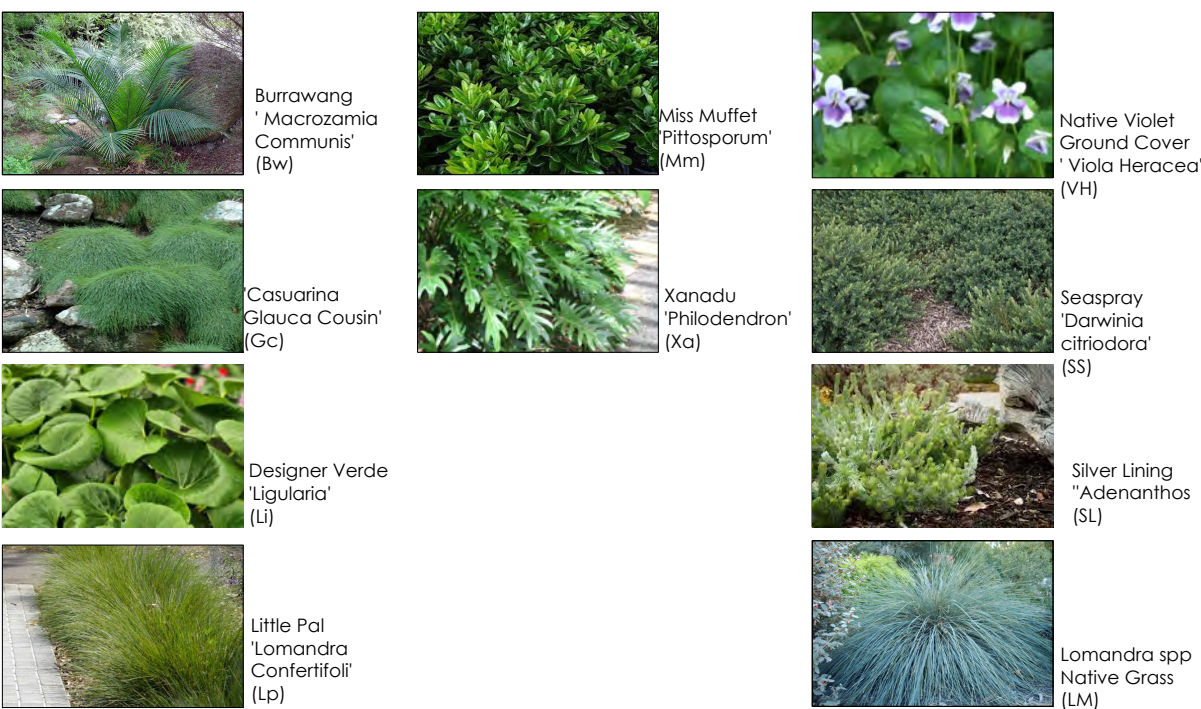 Burrawang
' Macrozamia
Communis'
(Bw)
Miss Muffet
'Pittosporum'
(Mm)
Native Violet
Ground Cover
' Viola Heracea'
(VH)
'Casuarina
Glauca Cousin'
(Gc)
Xanadu
'Philodendron'
(Xa)
Seaspray
'Darwinia
citriodora'
(SS)
Designer Verde
'Ligularia'
(Li)
Silver Lining
"Adenanthos
(SL)
Little Pal
'Lomandra
Confertifoli'
(Lp)
Lomandra spp
Native Grass
(LM)